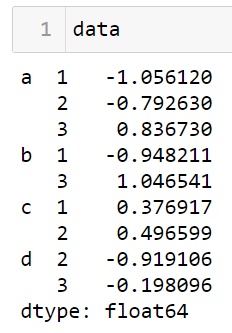 1 data
a 1 -1.056120
2 -0.792630
3 0.836730
b 1 -0.948211
3 1.046541
c 1 0.376917
2 0.496599
d 2 -0.919106
3 -0.198096
dtype: float64